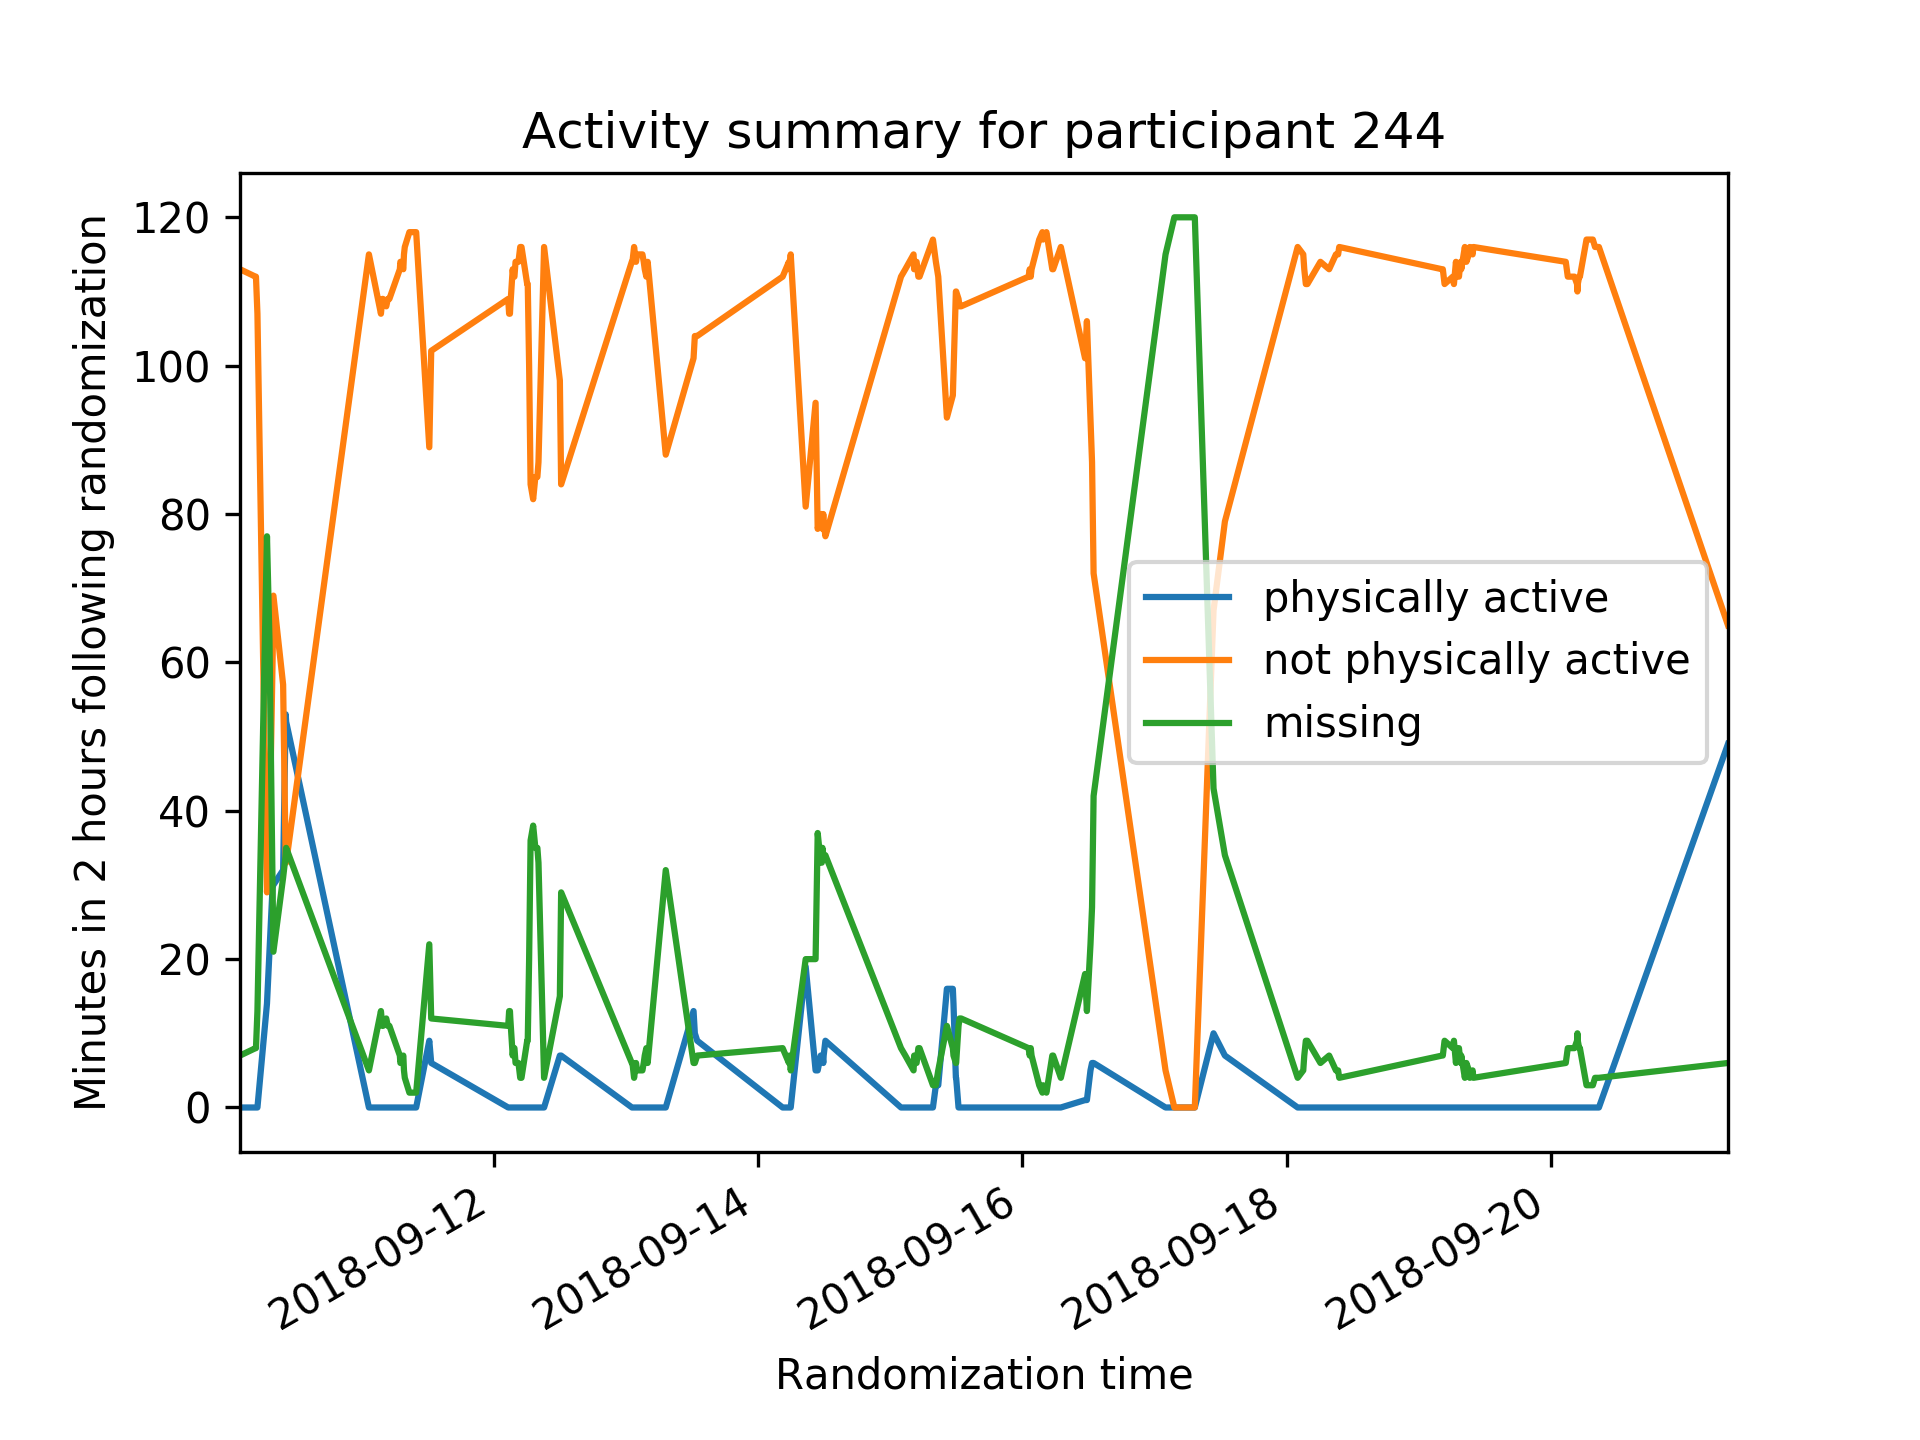 Activity summary for participant 244
Minutes in 2 hours following randomization
120
100
80
60
40
20
0
physically active
not physically active
missing
2018-09-12
2018-09-14
2018-09-16
2018-09-18
2018-09-20
Randomization time